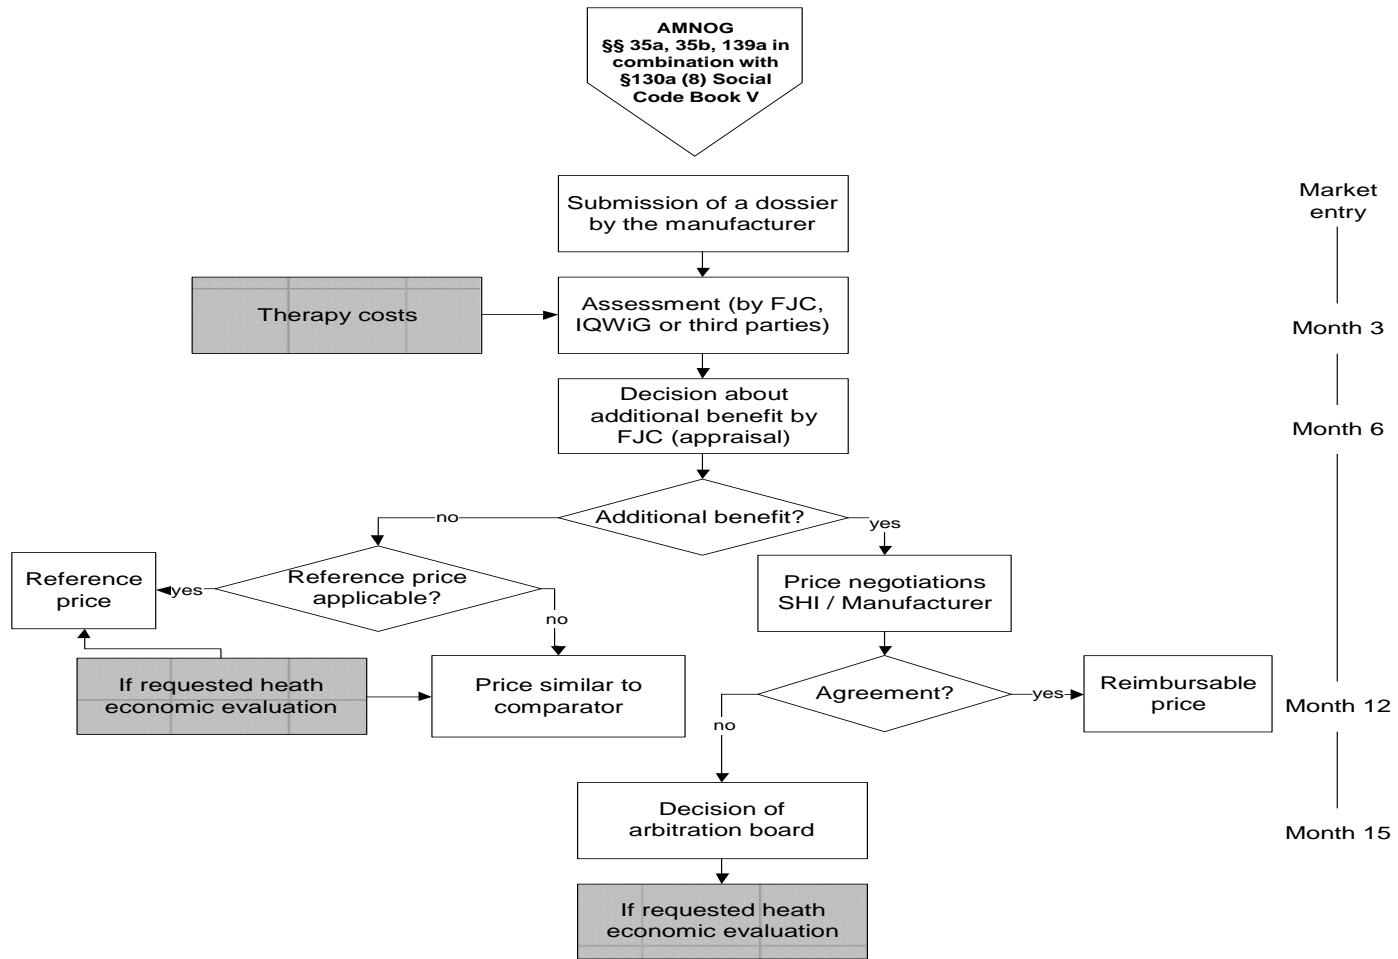 AMNOG
§§ 35a, 35b, 139a in
combination with
§130a (8) Social
Code Book V
Submission of a dossier
by the manufacturer
Market
entry
Therapy costs
Assessment (by FJC,
IQWiG or third parties)
Month 3
Decision about
additional benefit by
FJC (appraisal)
Month 6
Additional benefit?
no
yes
Reference
price
yes
Reference price
applicable?
no
Price negotiations
SHI / Manufacturer
If requested heath
economic evaluation
Price similar to
comparator
Agreement?
yes
Reimbursable
price
Month 12
no
Decision of
arbitration board
Month 15
If requested heath
economic evaluation